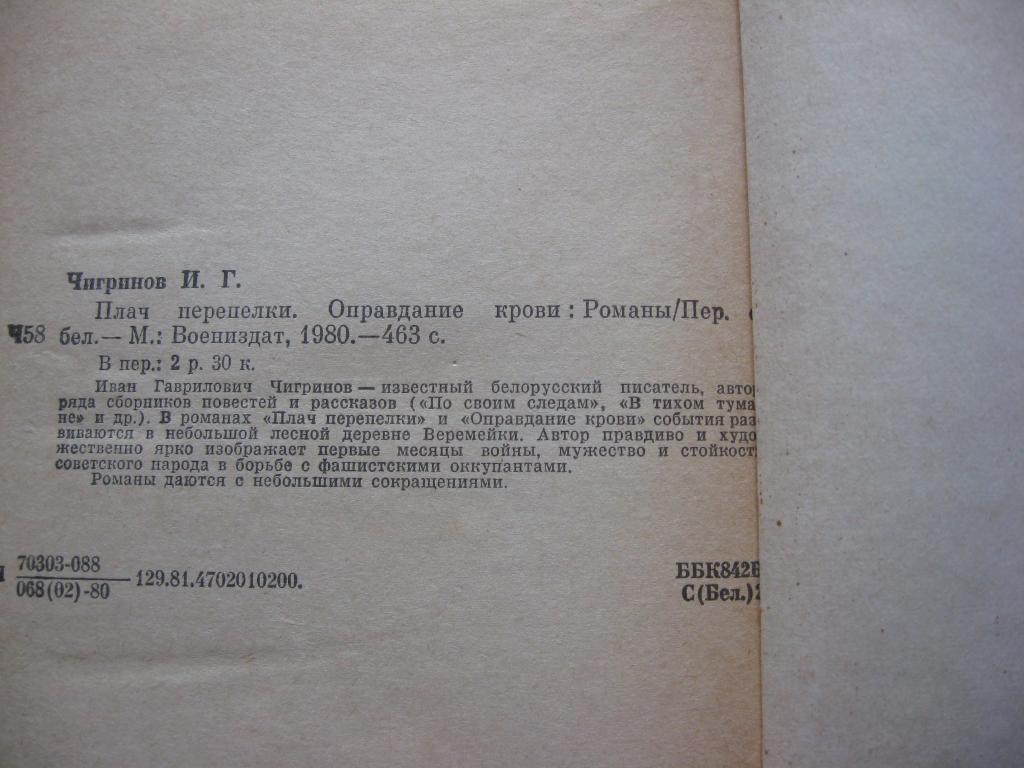 Чигринов И. Г.
Плач перепелки. Оправдание крови : Романы/Пер.
Ч58 бел.— М.: Воениздат, 1980.—463 с.
В пер.: 2 р. 30 к.
Иван Гаврилович Чигринов — известный белорусский писатель, авто
ряда сборников повестей и рассказов («По своим следам», «В тихом тума
не» и др.). В романах «Плач перепелки» и «Оправдание крови» события раз
виваются в небольшой лесной деревне Веремейки. Автор правдиво и худо
жественно ярко изображает первые месяцы войны, мужество и стойкост
советского народа в борьбе с фашистскими оккупантами.
Романы даются с небольшими сокращениями.
70303-088
068(02)-80 —129.81.4702010200.
ББК842Б
С(Бел.)2